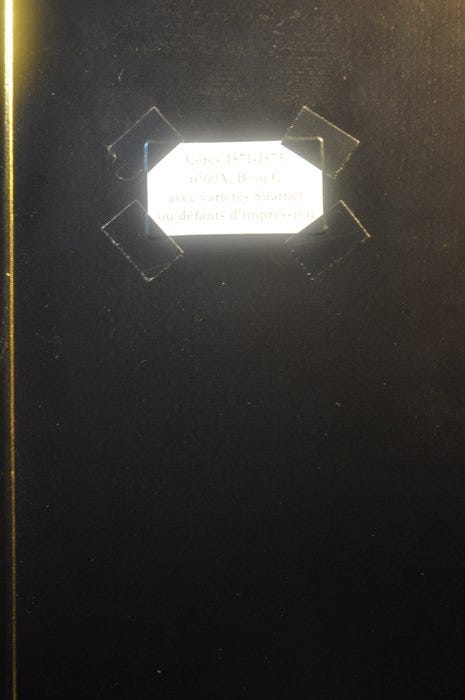 Cérès 1871-1875
n°60A, B ou C
avec variétés Suarnet
ou défauts d'impression